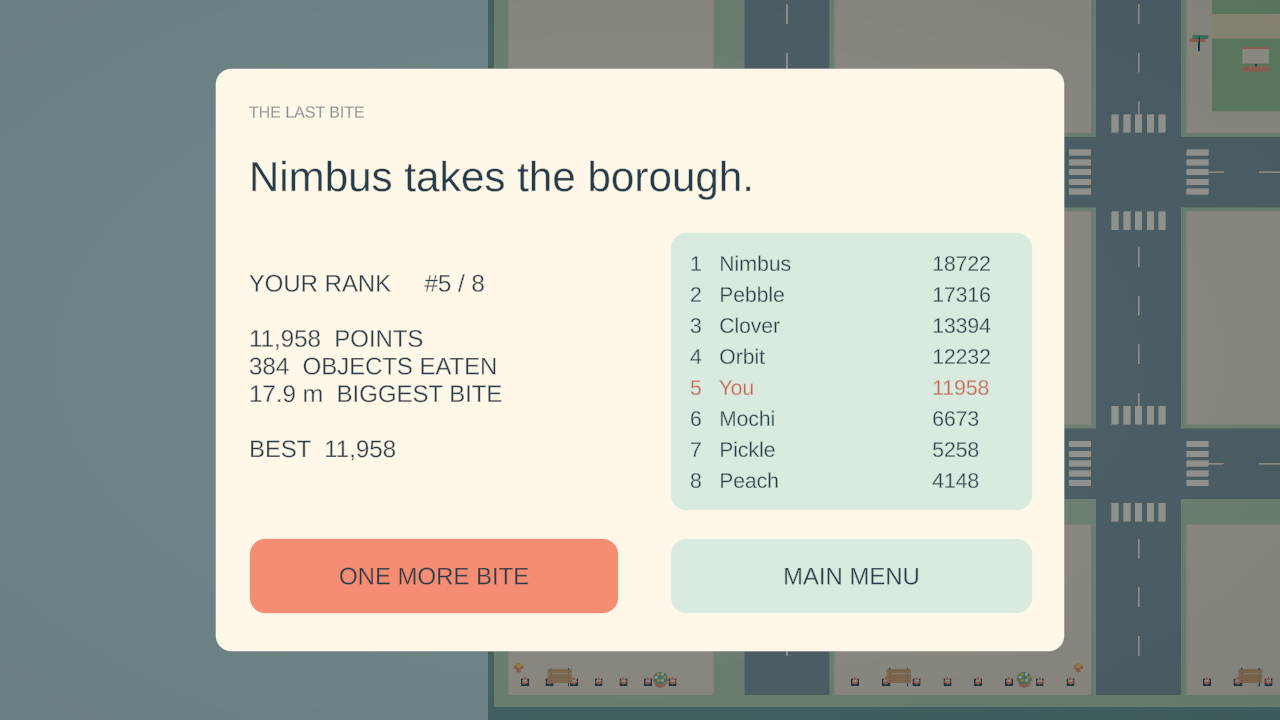 THE LAST BITE
Nimbus takes the borough.
YOUR RANK #5 / 8
11,958 POINTS
384 OBJECTS EATEN
17.9 m BIGGEST BITE
BEST 11,958
1 Nimbus 18722
2 Pebble 17316
3 Clover 13394
4 Orbit 12232
5 You 11958
6 Mochi 6673
7 Pickle 5258
8 Peach 4148
ONE MORE BITE
MAIN MENU